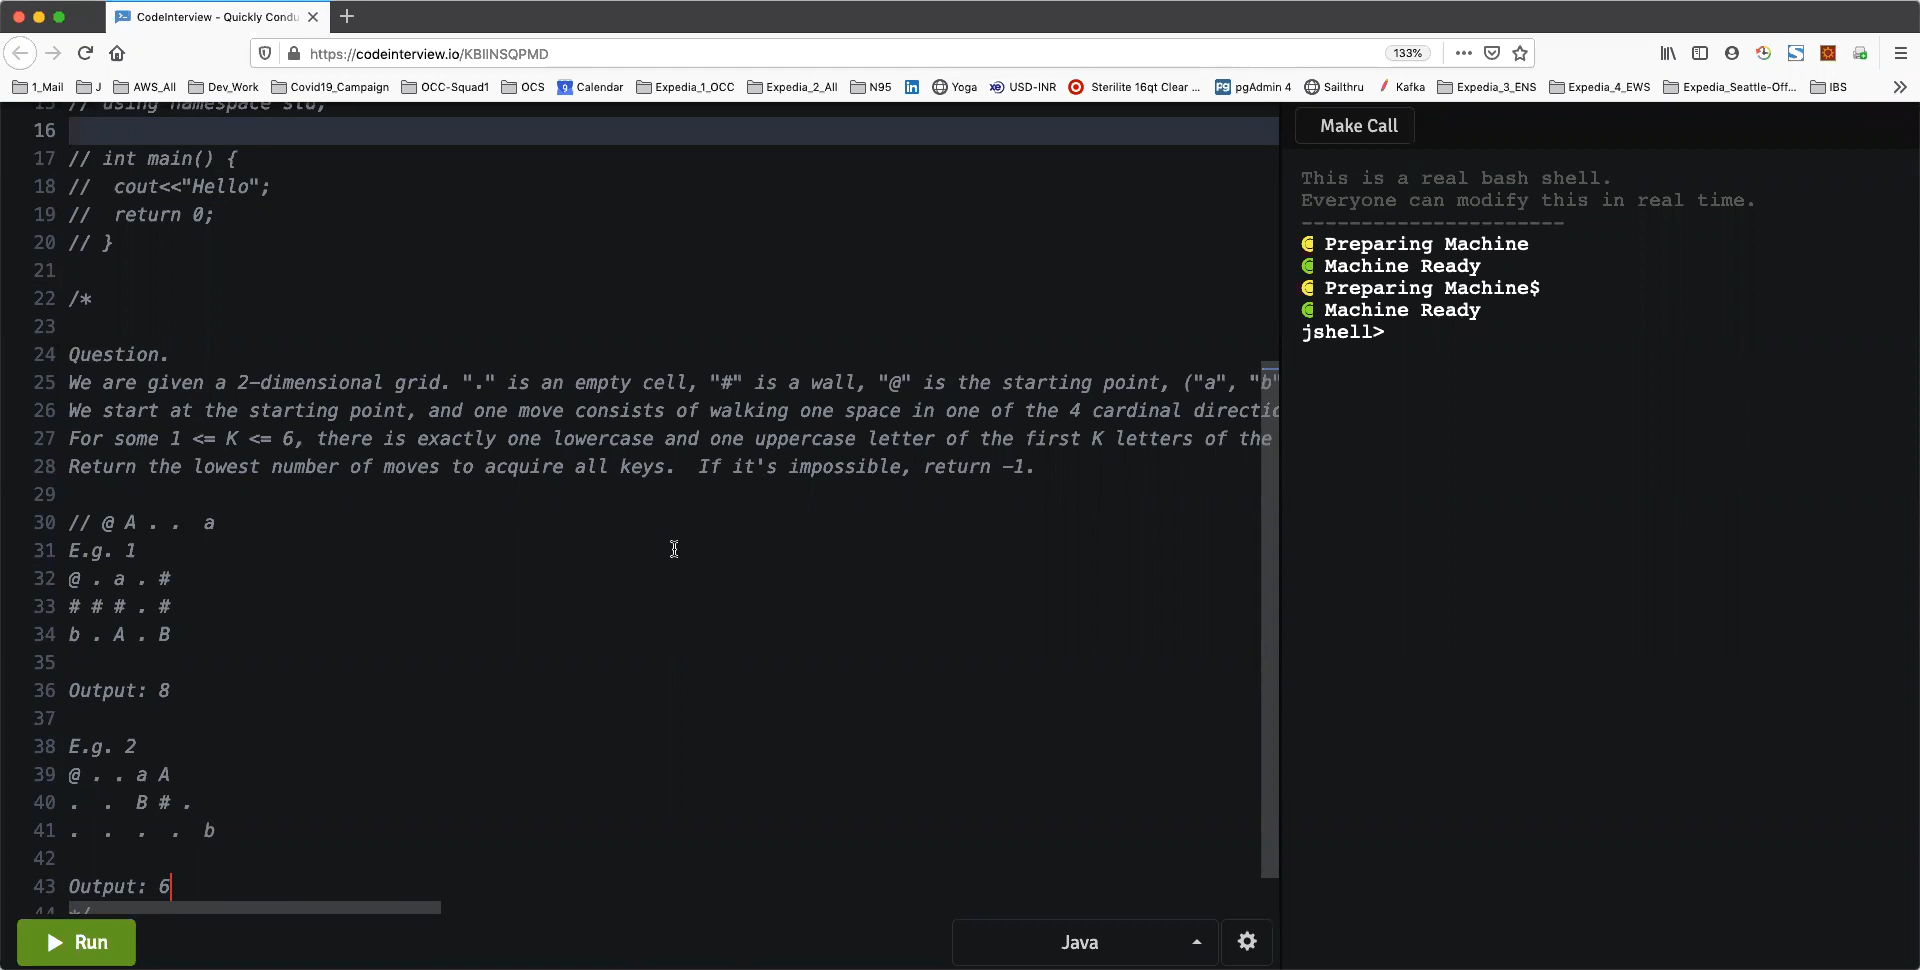 CodeInterview - Quickly Condu
https://codeinterview.io/KBIINSQPMD
133%
1_Mail J AWS_All Dev_Work Covid19_Campaign OCC-Squad1 OCS Calendar Expedia_1_OCC Expedia_2_All N95 Yoga USD-INR Sterilite 16qt Clear ... pgAdmin 4 Sailthru Kafka Expedia_3_ENS Expedia_4_EWS Expedia_Seattle-Off... IBS
15 // using namespace std;
16
17 // int main() {
18 //  cout<<"Hello";
19 //  return 0;
20 // }
21
22 /*
23
24 Question.
25 We are given a 2-dimensional grid. "." is an empty cell, "#" is a wall, "@" is the starting point, ("a", "b"
26 We start at the starting point, and one move consists of walking one space in one of the 4 cardinal directio
27 For some 1 <= K <= 6, there is exactly one lowercase and one uppercase letter of the first K letters of the
28 Return the lowest number of moves to acquire all keys.  If it's impossible, return -1.
29
30 // @ A . .  a
31 E.g. 1
32 @ . a . #
33 # # # . #
34 b . A . B
35
36 Output: 8
37
38 E.g. 2
39 @ . . a A
40 .  .  B # .
41 .  .  .  .  b
42
43 Output: 6
44 */
Run
Java
Make Call
This is a real bash shell.
Everyone can modify this in real time.
----------------------
Preparing Machine
Machine Ready
Preparing Machine$
Machine Ready
jshell>